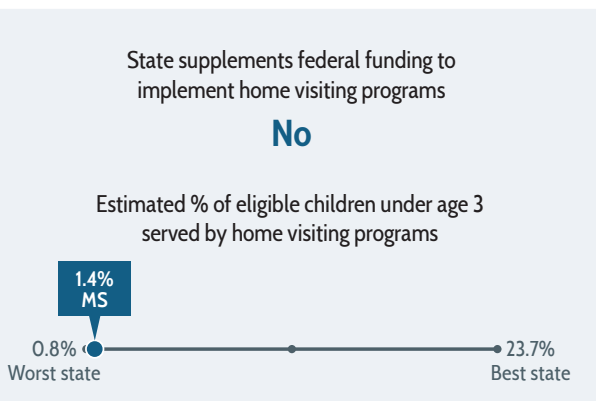 State supplements federal funding to
implement home visiting programs
No
Estimated % of eligible children under age 3
served by home visiting programs
1.4%
MS
0.8%
23.7%
Worst state
Best state